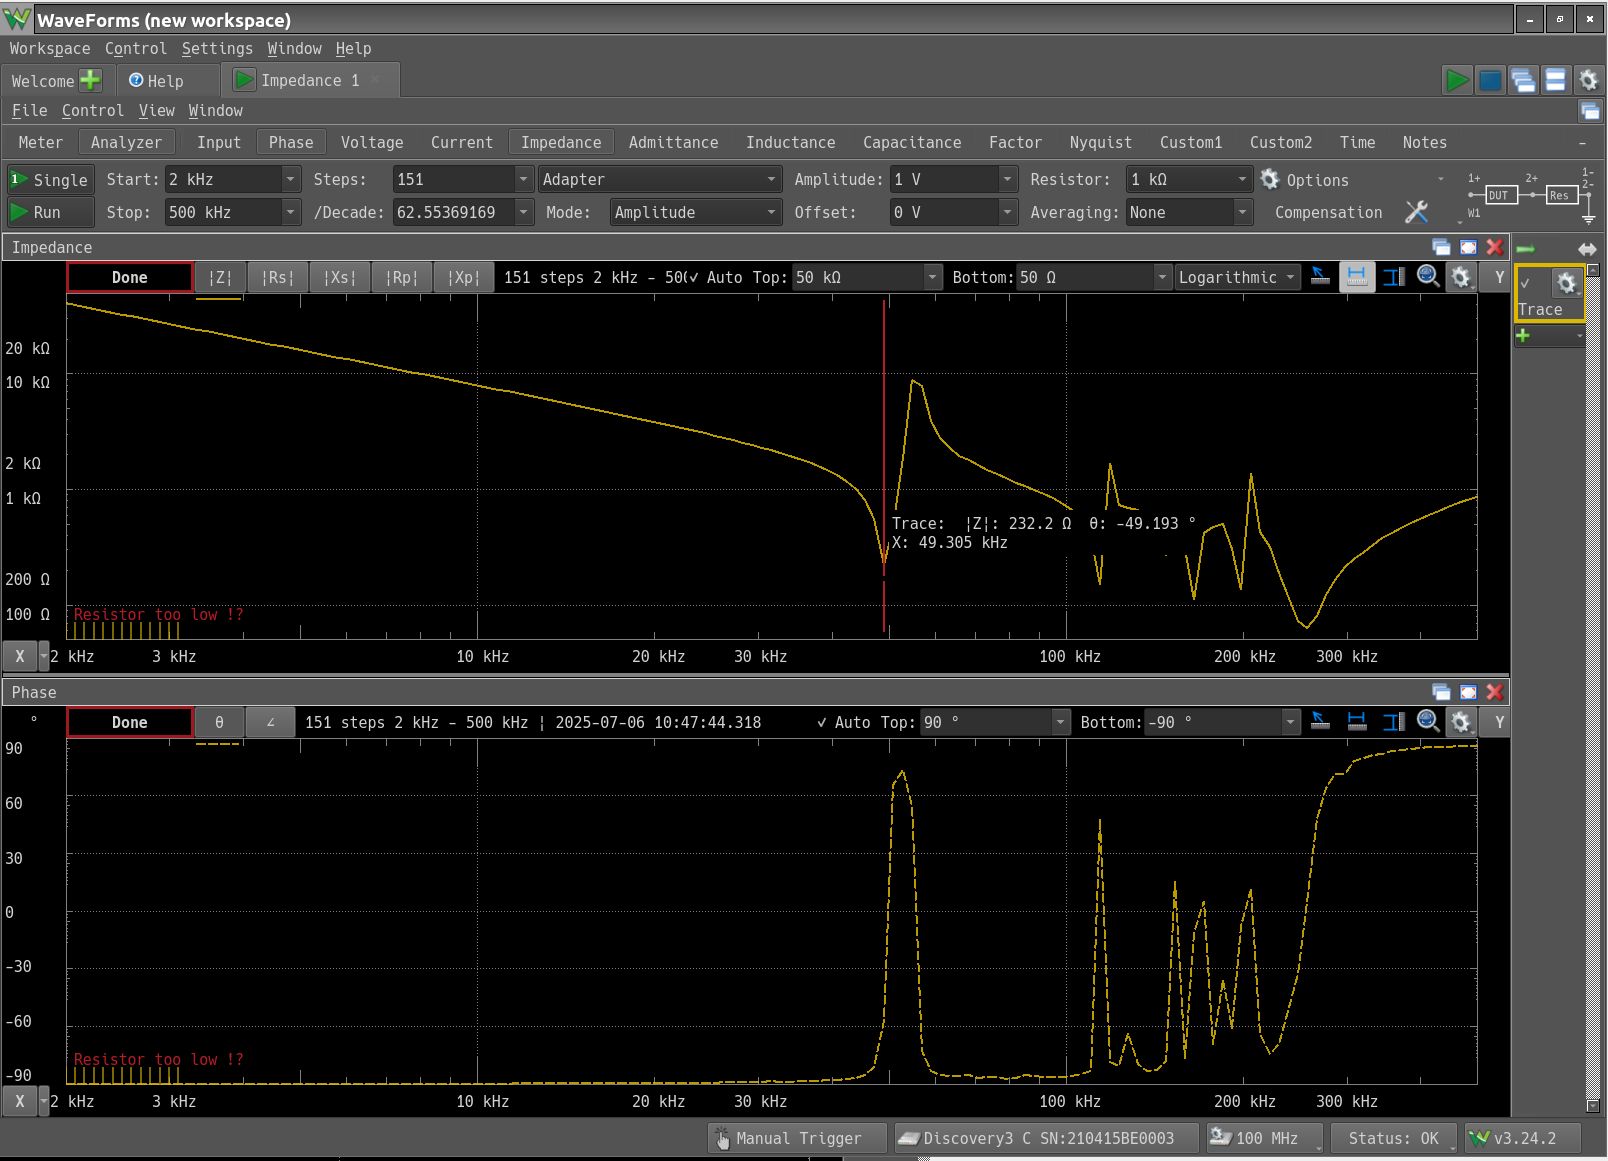 WaveForms (new workspace)
Workspace Control Settings Window Help
Welcome Help Impedance 1
File Control View Window
Meter Analyzer Input Phase Voltage Current Impedance Admittance Inductance Capacitance Factor Nyquist Custom1 Custom2 Time Notes
Single Start: 2 kHz Steps: 151 Adapter Amplitude: 1 V Resistor: 1 kΩ Options
Run Stop: 500 kHz /Decade: 62.55369169 Mode: Amplitude Offset: 0 V Averaging: None Compensation
1+ 2+ 1- 2-
DUT Res
W1
Impedance
Done |Z| |Rs| |Xs| |Rp| |Xp| 151 steps 2 kHz - 50 ✓ Auto Top: 50 kΩ Bottom: 50 Ω Logarithmic Y
✓
Trace
20 kΩ
10 kΩ
2 kΩ
1 kΩ
Trace: |Z|: 232.2 Ω θ: -49.193 °
X: 49.305 kHz
200 Ω
100 Ω
Resistor too low !?
X 2 kHz 3 kHz 10 kHz 20 kHz 30 kHz 100 kHz 200 kHz 300 kHz
Phase
° Done θ ∠ 151 steps 2 kHz - 500 kHz | 2025-07-06 10:47:44.318 ✓ Auto Top: 90 ° Bottom: -90 ° Y
90
60
30
0
-30
-60
Resistor too low !?
-90
X 2 kHz 3 kHz 10 kHz 20 kHz 30 kHz 100 kHz 200 kHz 300 kHz
Manual Trigger Discovery3 C SN:210415BE0003 100 MHz Status: OK v3.24.2